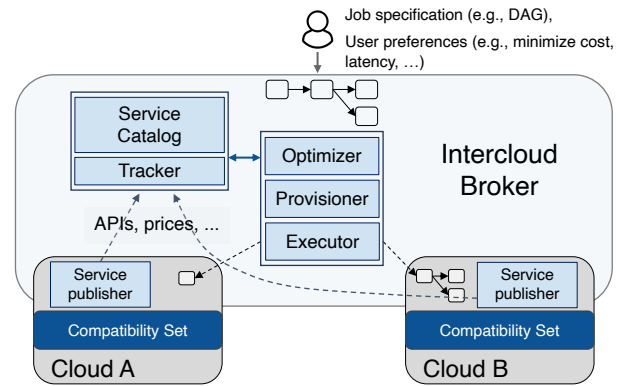 Job specification (e.g., DAG),
User preferences (e.g., minimize cost,
latency, …)
Service
Catalog
Tracker
Optimizer
Provisioner
Executor
Intercloud
Broker
APIs, prices, ...
Service
publisher
Compatibility Set
Cloud A
Service
publisher
Compatibility Set
Cloud B